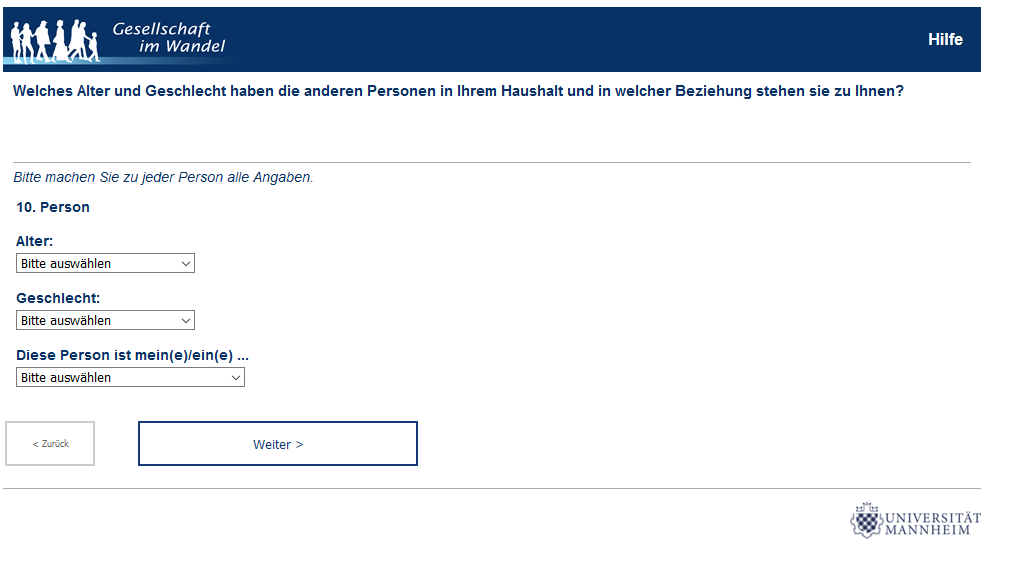 Gesellschaft
im Wandel
Hilfe
Welches Alter und Geschlecht haben die anderen Personen in Ihrem Haushalt und in welcher Beziehung stehen sie zu Ihnen?
Bitte machen Sie zu jeder Person alle Angaben.
10. Person
Alter:
Bitte auswählen
Geschlecht:
Bitte auswählen
Diese Person ist mein(e)/ein(e) ...
Bitte auswählen
< Zurück
Weiter >
UNIVERSITÄT
MANNHEIM